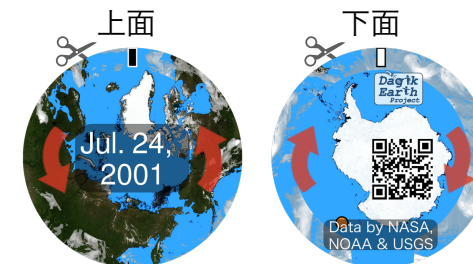 上面
下面
Jul. 24,
2001
Dagik
Earth
Project
Data by NASA,
NOAA & USGS